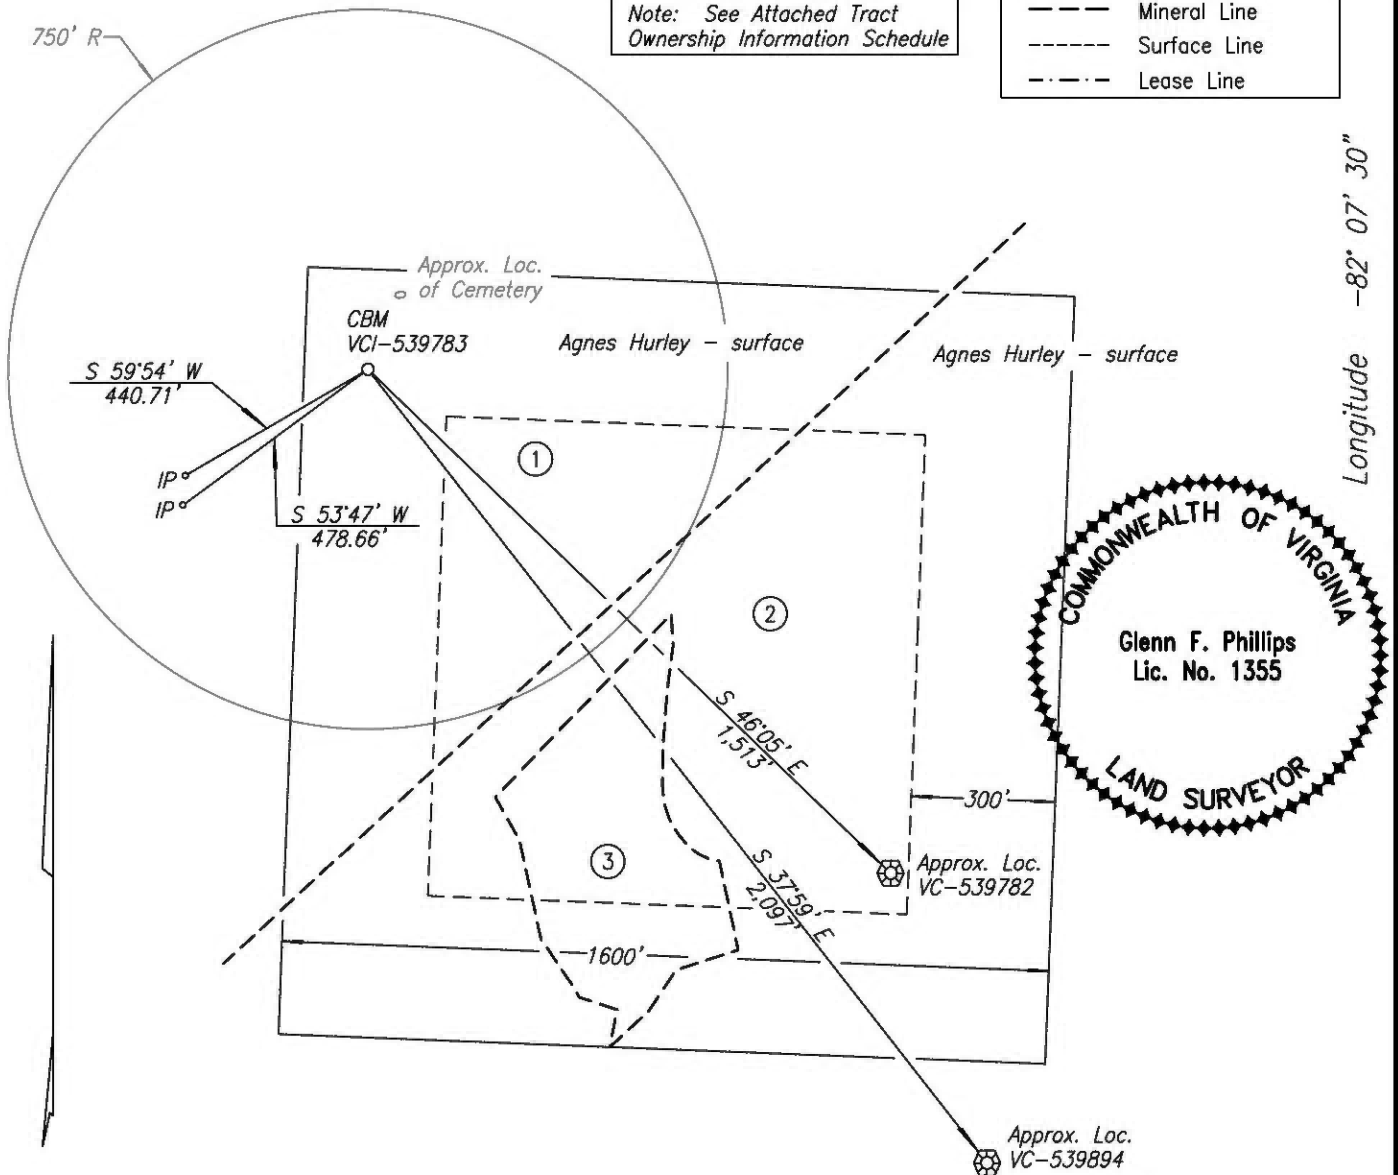 Note: See Attached Tract
Ownership Information Schedule
Mineral Line
Surface Line
Lease Line
750' R
Longitude -82° 07' 30"
Approx. Loc.
of Cemetery
CBM
VCI-539783
Agnes Hurley - surface
Agnes Hurley - surface
S 59°54' W
440.71'
IP
IP
S 53°47' W
478.66'
1
2
3
COMMONWEALTH OF VIRGINIA
Glenn F. Phillips
Lic. No. 1355
LAND SURVEYOR
S 46°05' E
1,513'
300'
Approx. Loc.
VC-539782
S 37°59' E
2,097'
1600'
Approx. Loc.
VC-539894